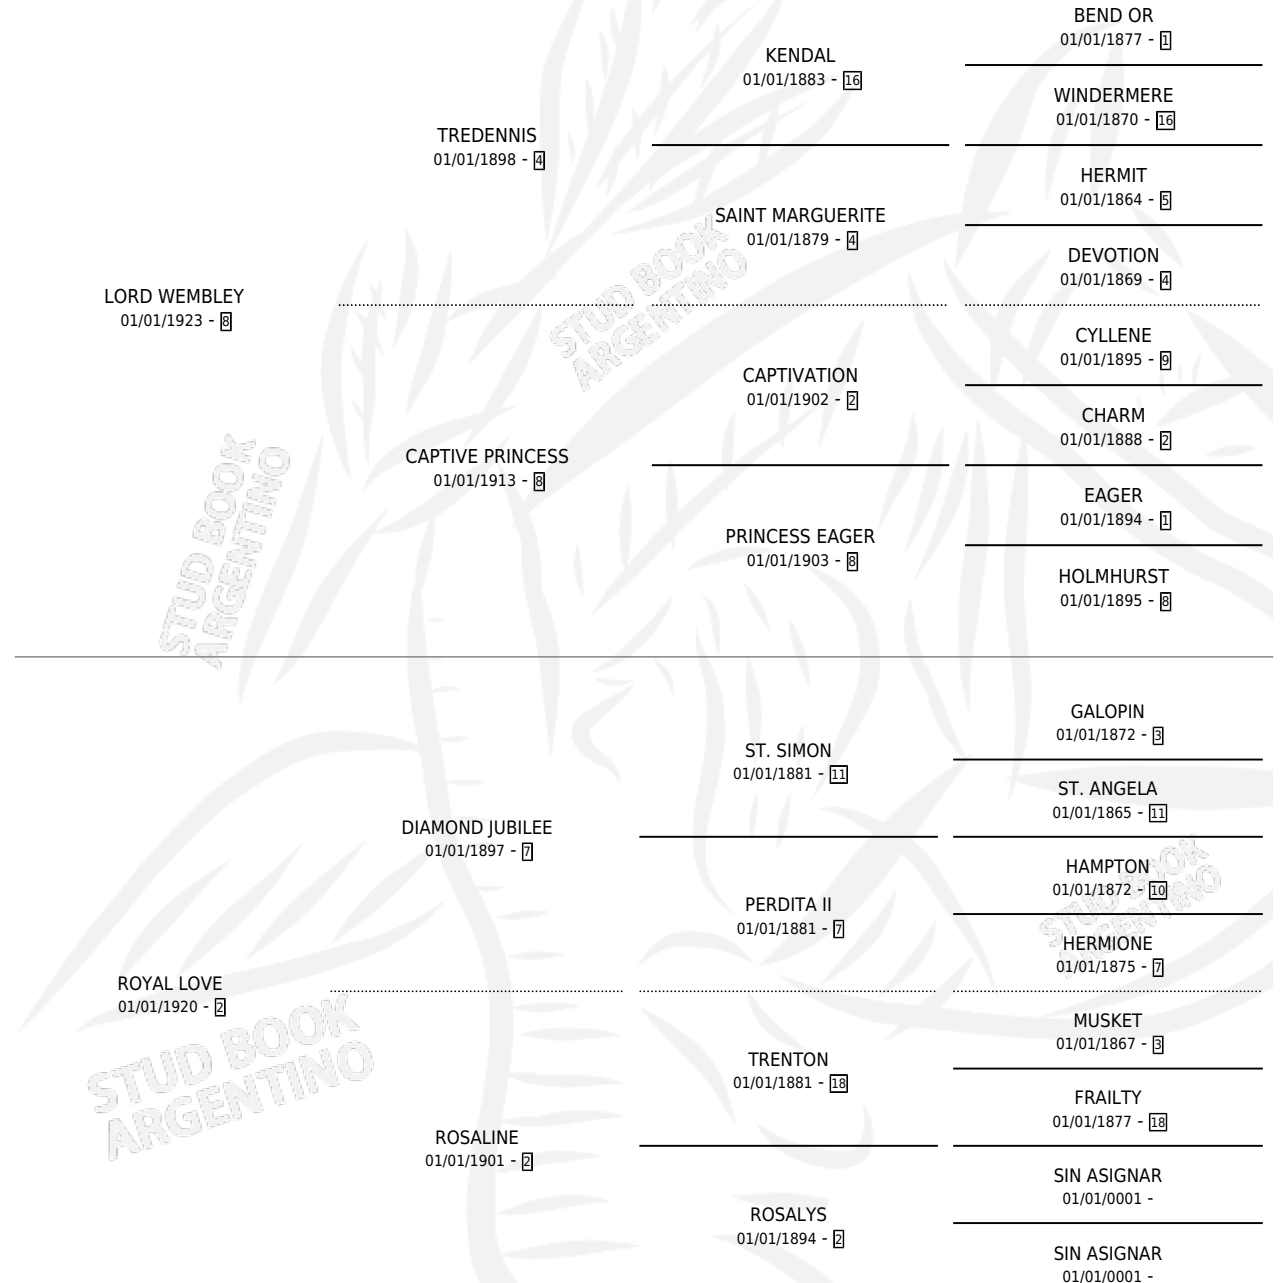 BEND OR
01/01/1877 - 1
KENDAL
01/01/1883 - 16
WINDERMERE
01/01/1870 - 16
TREDENNIS
01/01/1898 - 4
HERMIT
01/01/1864 - 5
SAINT MARGUERITE
01/01/1879 - 4
DEVOTION
01/01/1869 - 4
LORD WEMBLEY
01/01/1923 - 8
CYLLENE
01/01/1895 - 9
CAPTIVATION
01/01/1902 - 2
CHARM
01/01/1888 - 2
CAPTIVE PRINCESS
01/01/1913 - 8
EAGER
01/01/1894 - 1
PRINCESS EAGER
01/01/1903 - 8
HOLMHURST
01/01/1895 - 8
GALOPIN
01/01/1872 - 3
ST. SIMON
01/01/1881 - 11
ST. ANGELA
01/01/1865 - 11
DIAMOND JUBILEE
01/01/1897 - 7
HAMPTON
01/01/1872 - 10
PERDITA II
01/01/1881 - 7
HERMIONE
01/01/1875 - 7
ROYAL LOVE
01/01/1920 - 2
MUSKET
01/01/1867 - 3
TRENTON
01/01/1881 - 18
FRAILTY
01/01/1877 - 18
ROSALINE
01/01/1901 - 2
SIN ASIGNAR
01/01/0001 -
ROSALYS
01/01/1894 - 2
SIN ASIGNAR
01/01/0001 -
STUD BOOK
ARGENTINO
STUD BOOK
ARGENTINO
STUD BOOK
ARGENTINO
STUD BOOK
ARGENTINO